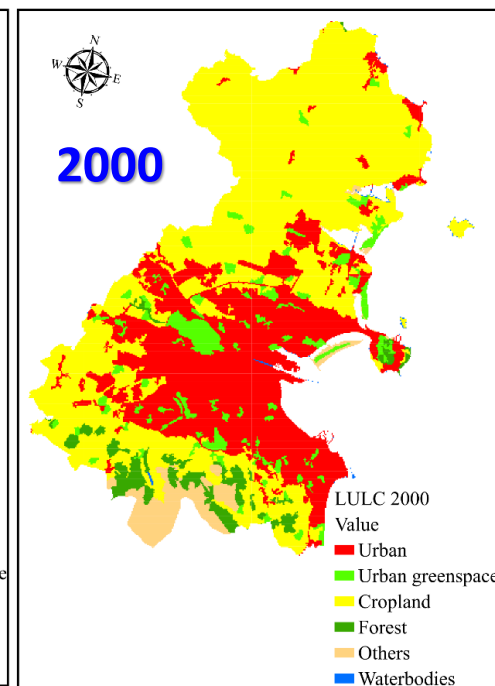 N
W
E
S
2000
LULC 2000
Value
Urban
Urban greenspace
Cropland
Forest
Others
Waterbodies
e